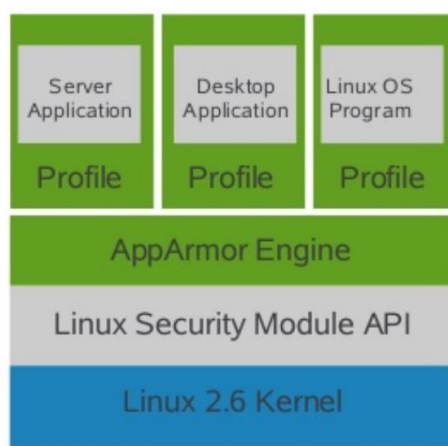 Server
Application
Desktop
Application
Linux OS
Program
Profile
Profile
Profile
AppArmor Engine
Linux Security Module API
Linux 2.6 Kernel